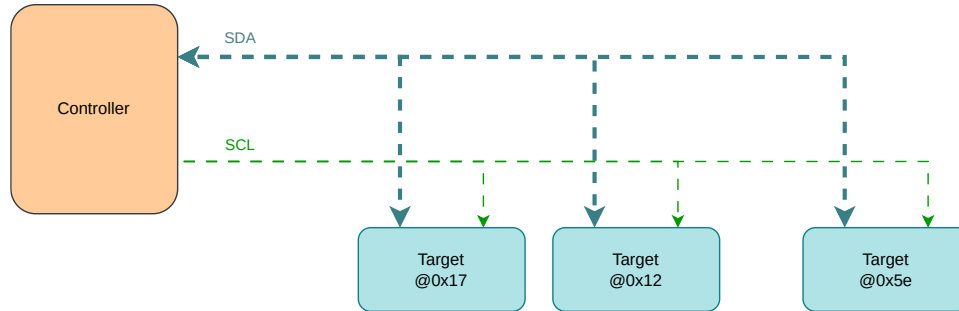 SDA
Controller
SCL
Target
@0x17
Target
@0x12
Target
@0x5e